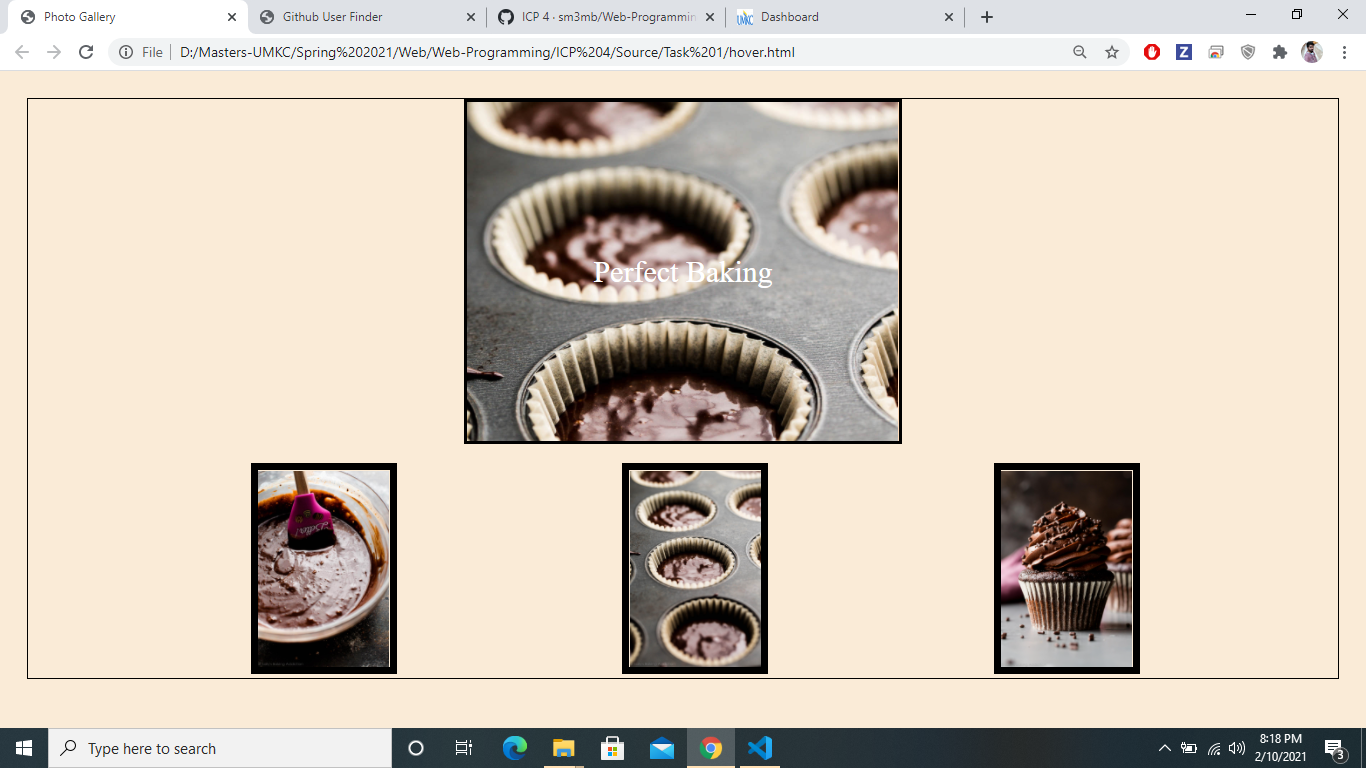 Photo Gallery
Github User Finder
ICP 4 · sm3mb/Web-Programmin
UMKC
Dashboard
File
D:/Masters-UMKC/Spring%202021/Web/Web-Programming/ICP%204/Source/Task%201/hover.html
Z
Perfect Baking
Type here to search
8:18 PM
2/10/2021
3